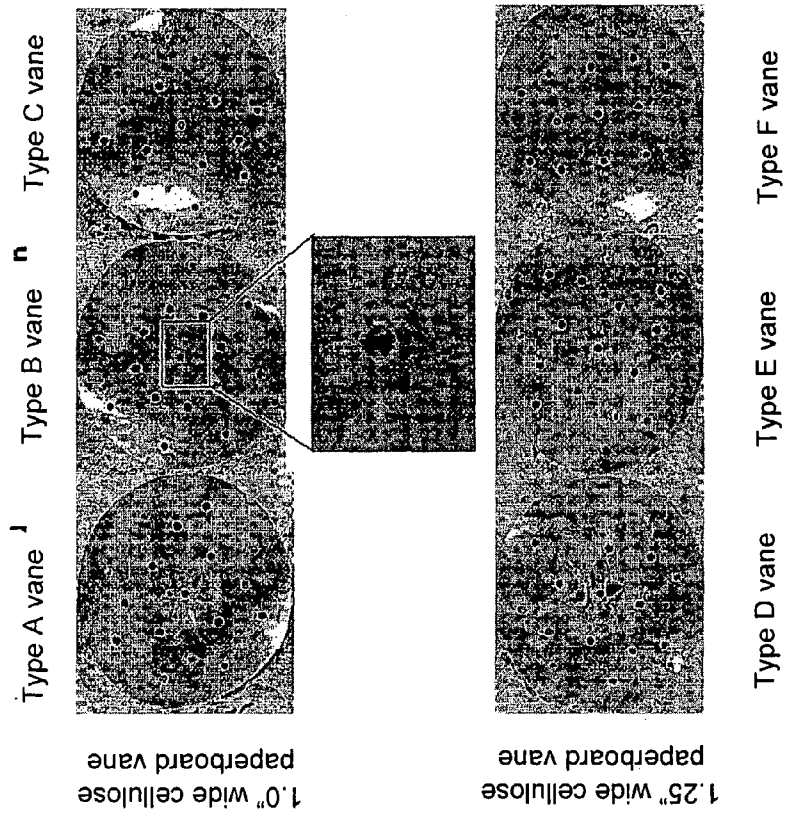 Type A vane
Type B vane n
Type C vane
1.0" wide cellulose
paperboard vane
1.25" wide cellulose
paperboard vane
Type D vane
Type E vane
Type F vane